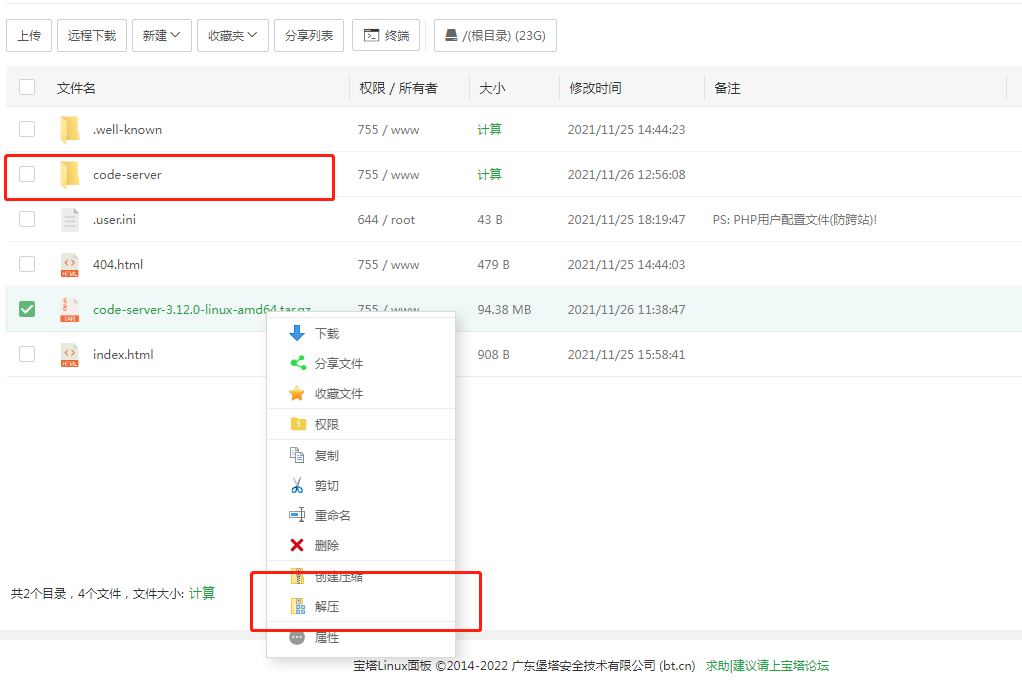 上传 远程下载 新建 收藏夹 分享列表 终端 /(根目录) (23G)
文件名 权限 / 所有者 大小 修改时间 备注
.well-known 755 / www 计算 2021/11/25 14:44:23
code-server 755 / www 计算 2021/11/26 12:56:08
.user.ini 644 / root 43 B 2021/11/25 18:19:47 PS: PHP用户配置文件(防跨站)!
404.html 755 / www 479 B 2021/11/25 14:44:03
code-server-3.12.0-linux-amd64.tar.gz 755 / www 94.38 MB 2021/11/26 11:38:47
index.html 908 B 2021/11/25 15:58:41
下载
分享文件
收藏文件
权限
复制
剪切
重命名
删除
创建压缩
解压
属性
共2个目录，4个文件，文件大小: 计算
宝塔Linux面板 ©2014-2022 广东堡塔安全技术有限公司 (bt.cn) 求助|建议请上宝塔论坛